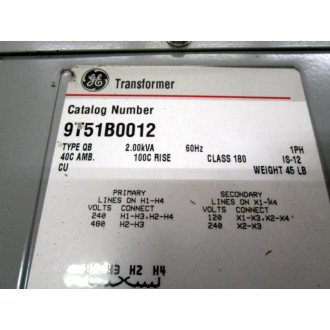 GE Transformer
Catalog Number
9T51B0012
TYPE QB 2.00kVA 60Hz 1PH
40C AMB. 100C RISE CLASS 180 IS-12
CU WEIGHT 45 LB
PRIMARY SECONDARY
LINES ON H1-H4 LINES ON X1-X4
VOLTS CONNECT VOLTS CONNECT
240 H1-H3,H2-H4 120 X1-X3,X2-X4
480 H2-H3 240 X2-X3
H3 H2 H4